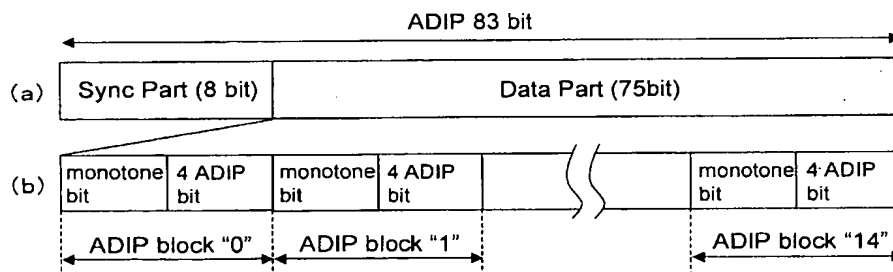 ADIP 83 bit
(a)
Sync Part (8 bit)
Data Part (75bit)
(b)
monotone bit
4 ADIP bit
monotone bit
4 ADIP bit
monotone bit
4 ADIP bit
ADIP block "0"
ADIP block "1"
ADIP block "14"